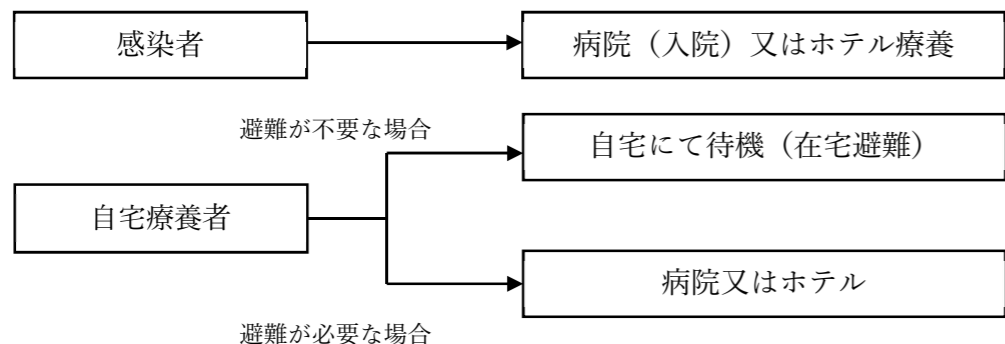 感染者
病院（入院）又はホテル療養
避難が不要な場合
自宅にて待機（在宅避難）
自宅療養者
病院又はホテル
避難が必要な場合